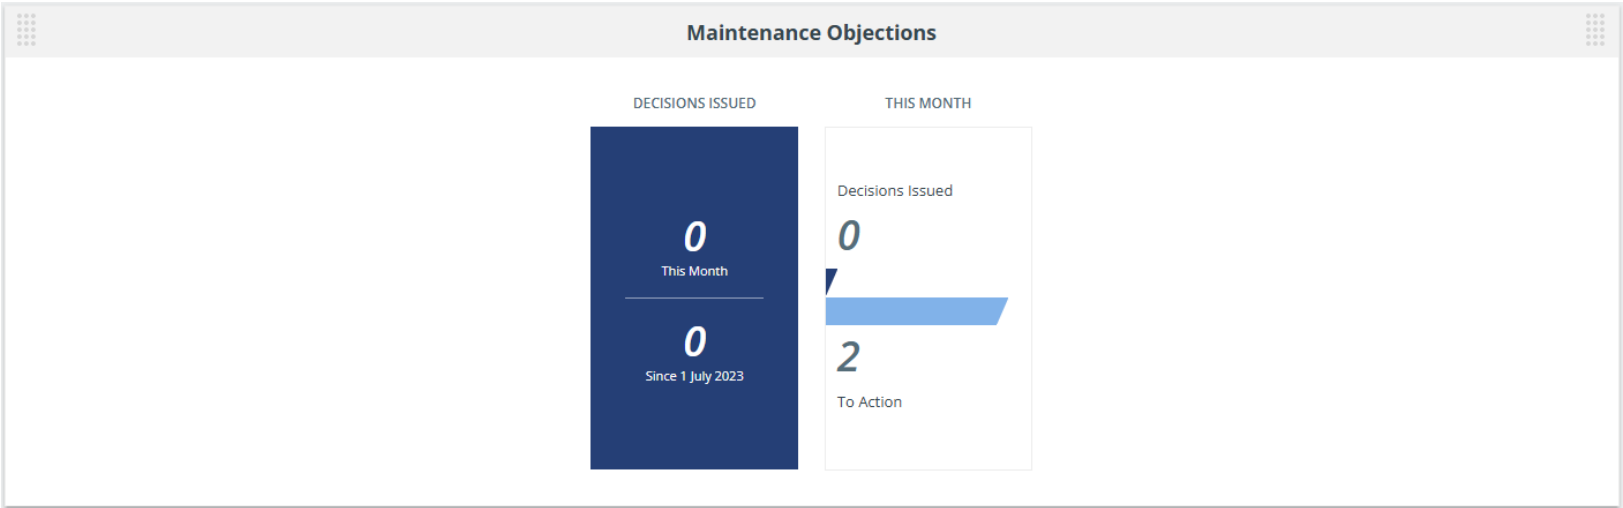 Maintenance Objections
DECISIONS ISSUED
0
This Month
0
Since 1 July 2023
THIS MONTH
Decisions Issued
0
2
To Action